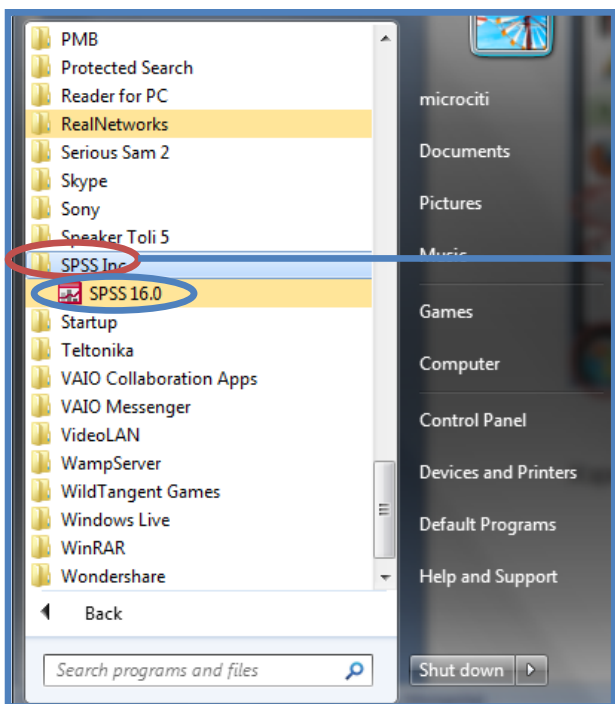 PMB
Protected Search
Reader for PC
RealNetworks
Serious Sam 2
Skype
Sony
Speaker Toli 5
SPSS Inc
SPSS 16.0
Startup
Teltonika
VAIO Collaboration Apps
VAIO Messenger
VideoLAN
WampServer
WildTangent Games
Windows Live
WinRAR
Wondershare
Back
Search programs and files
microciti
Documents
Pictures
Music
Games
Computer
Control Panel
Devices and Printers
Default Programs
Help and Support
Shut down